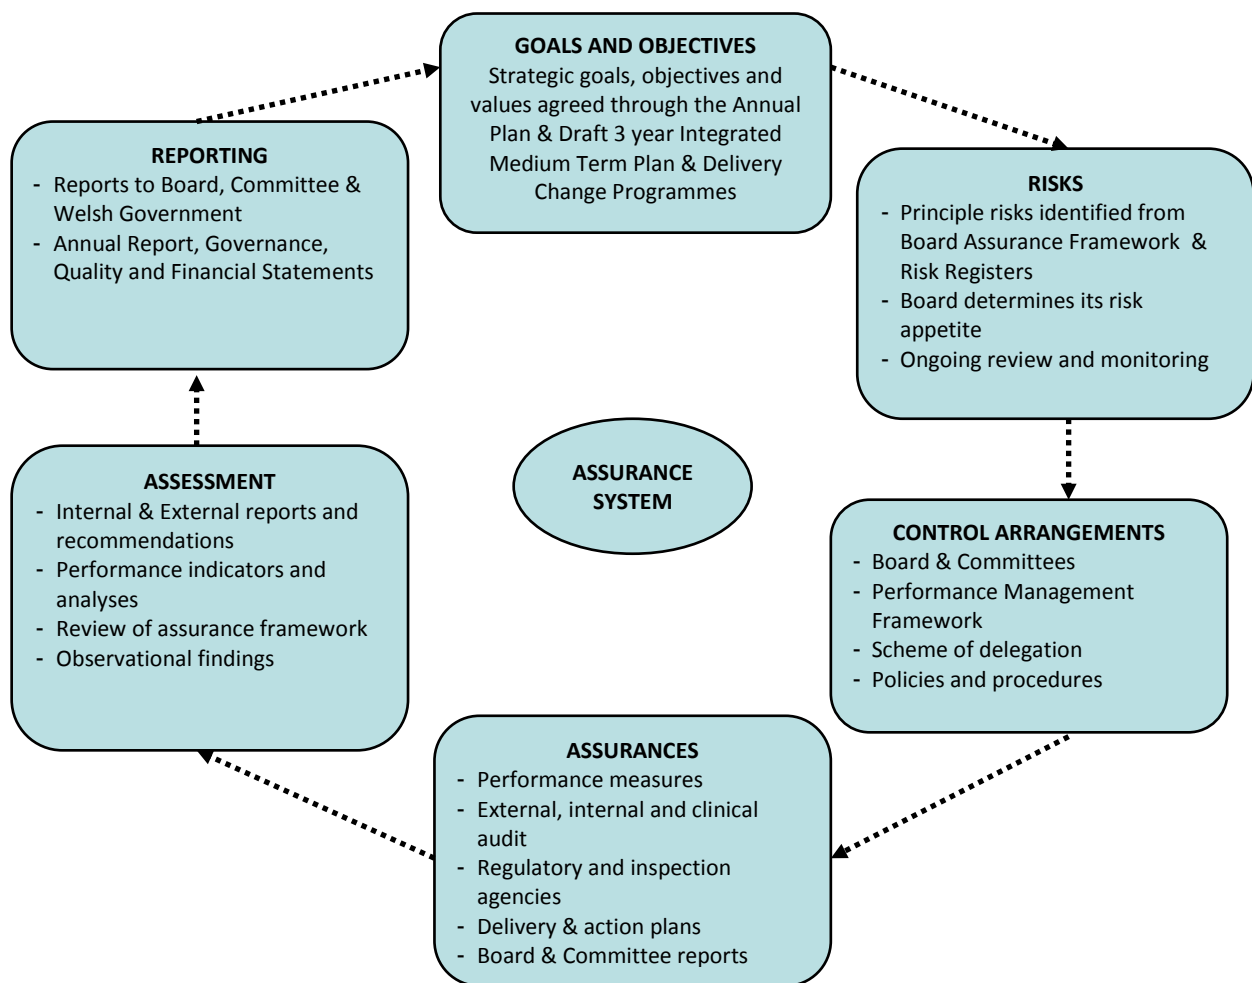 GOALS AND OBJECTIVES
Strategic goals, objectives and
values agreed through the Annual
Plan & Draft 3 year Integrated
Medium Term Plan & Delivery
Change Programmes
RISKS
- Principle risks identified from
Board Assurance Framework &
Risk Registers
- Board determines its risk
appetite
- Ongoing review and monitoring
CONTROL ARRANGEMENTS
- Board & Committees
- Performance Management
Framework
- Scheme of delegation
- Policies and procedures
ASSURANCES
- Performance measures
- External, internal and clinical
audit
- Regulatory and inspection
agencies
- Delivery & action plans
- Board & Committee reports
ASSESSMENT
- Internal & External reports and
recommendations
- Performance indicators and
analyses
- Review of assurance framework
- Observational findings
REPORTING
- Reports to Board, Committee &
Welsh Government
- Annual Report, Governance,
Quality and Financial Statements
ASSURANCE
SYSTEM